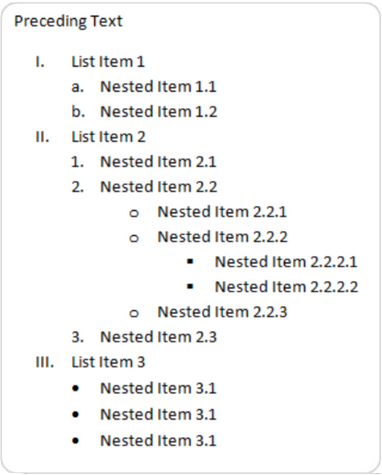 Preceding Text
I. List Item 1
a. Nested Item 1.1
b. Nested Item 1.2
II. List Item 2
1. Nested Item 2.1
2. Nested Item 2.2
o Nested Item 2.2.1
o Nested Item 2.2.2
▪ Nested Item 2.2.2.1
▪ Nested Item 2.2.2.2
o Nested Item 2.2.3
3. Nested Item 2.3
III. List Item 3
• Nested Item 3.1
• Nested Item 3.1
• Nested Item 3.1